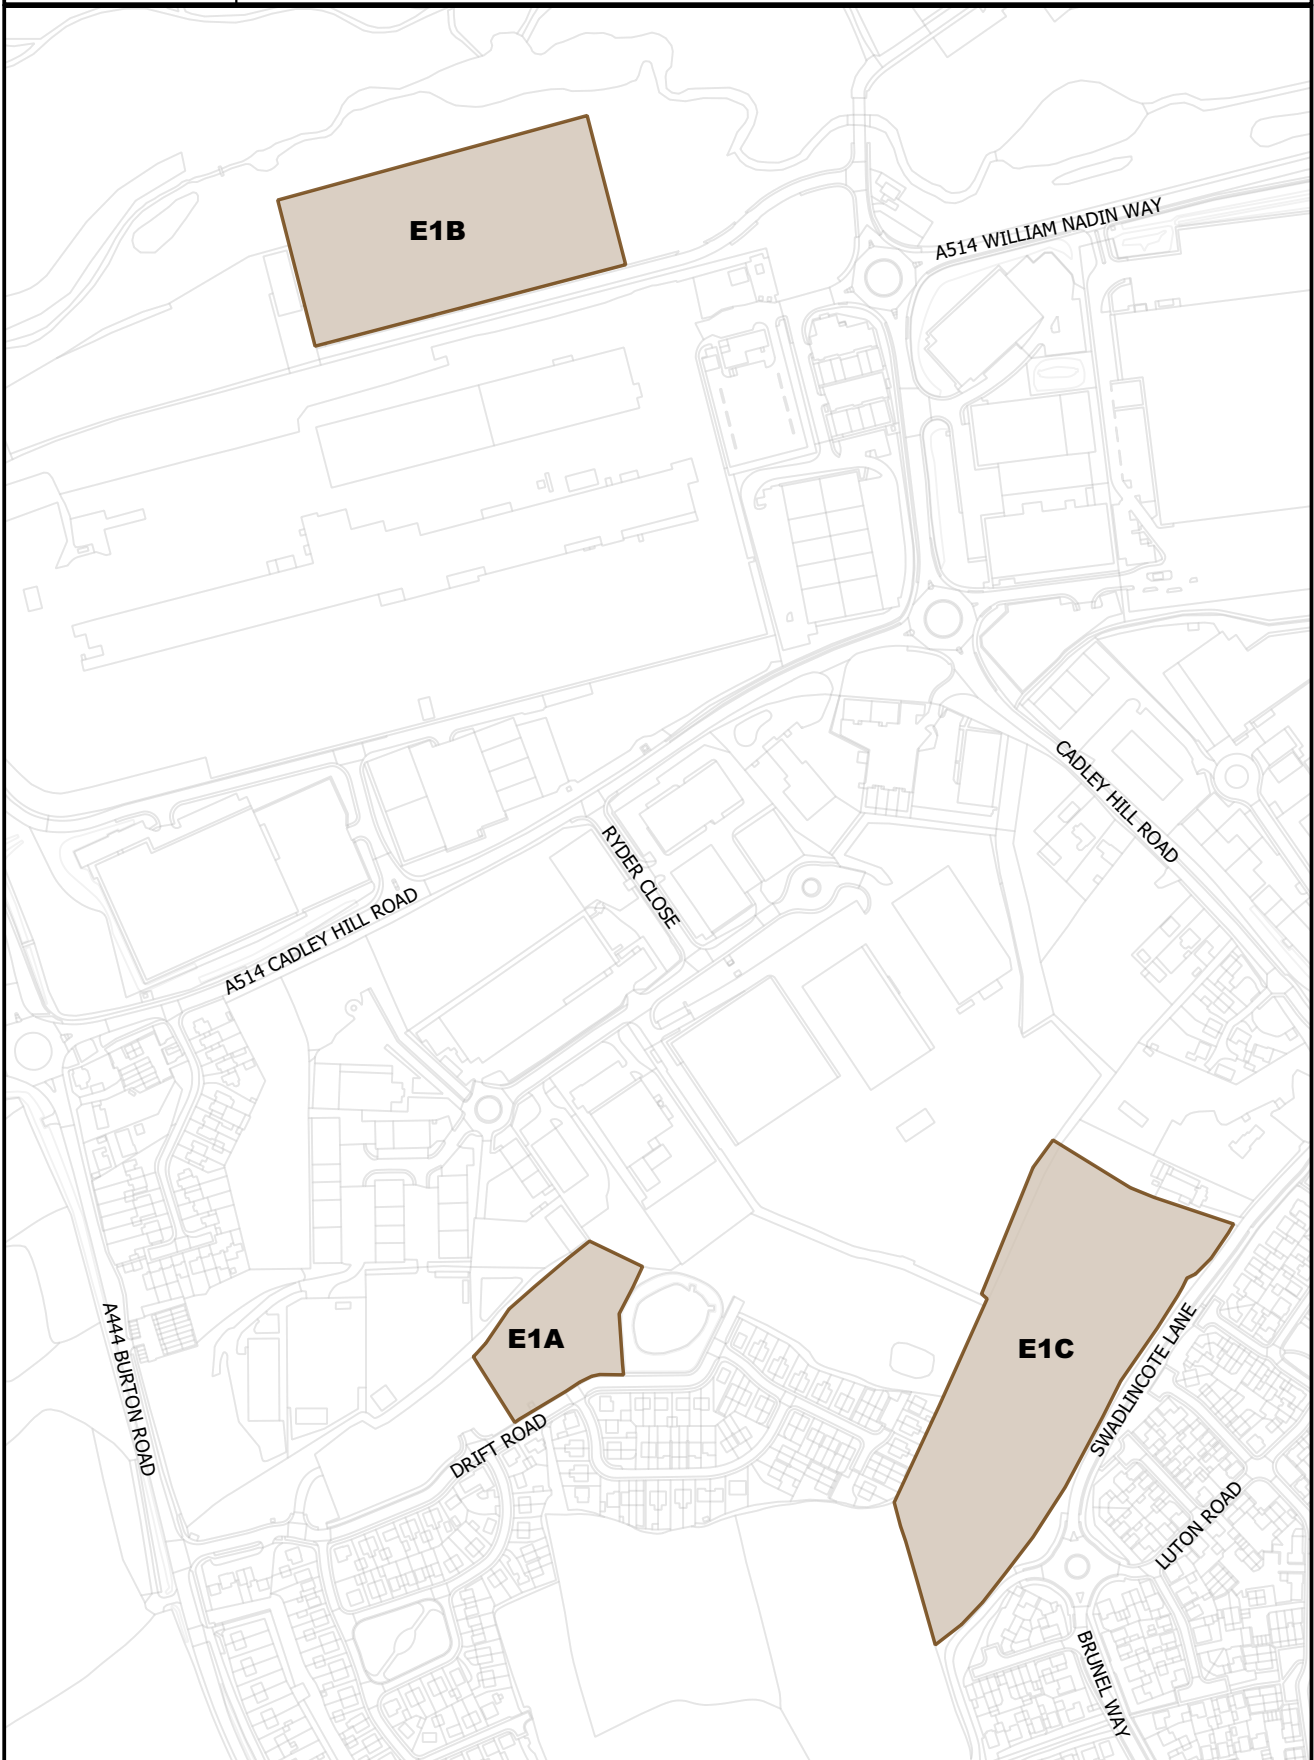 E1B
A514 WILLIAM NADIN WAY
CADLEY HILL ROAD
RYDER CLOSE
A514 CADLEY HILL ROAD
E1A
E1C
A444 BURTON ROAD
SWADLINCOTE LANE
DRIFT ROAD
LUTON ROAD
BRUNEL WAY